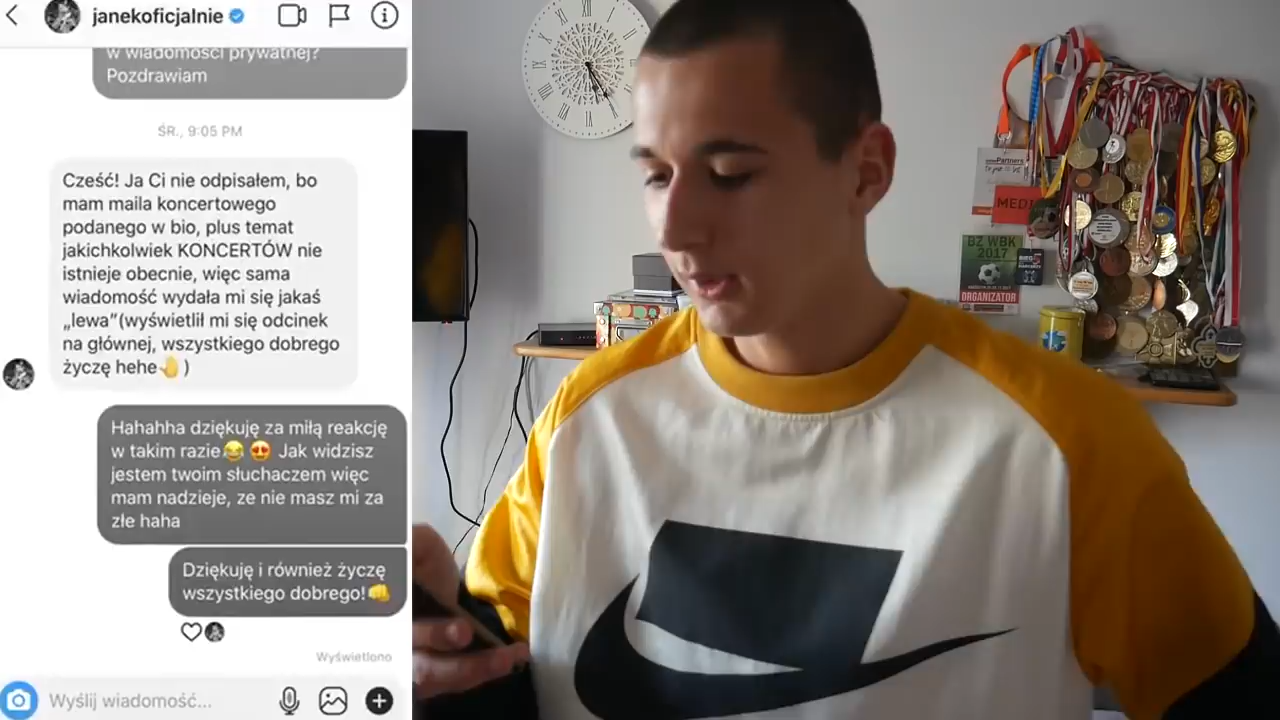 janekoficjalnie
w wiadomości prywatnej?
Pozdrawiam
ŚR., 9:05 PM
Cześć! Ja Ci nie odpisałem, bo
mam maila koncertowego
podanego w bio, plus temat
jakichkolwiek KONCERTÓW nie
istnieje obecnie, więc sama
wiadomość wydała mi się jakaś
„lewa”(wyświetlił mi się odcinek
na głównej, wszystkiego dobrego
życzę hehe🤚)
Hahahha dziękuję za miłą reakcję
w takim razie😂 😍 Jak widzisz
jestem twoim słuchaczem więc
mam nadzieje, ze nie masz mi za
złe haha
Dziękuję i również życzę
wszystkiego dobrego!👊
Wyświetlono
Wyślij wiadomość...
Partners
MEDI
BZ WBK
2017
ORGANIZATOR